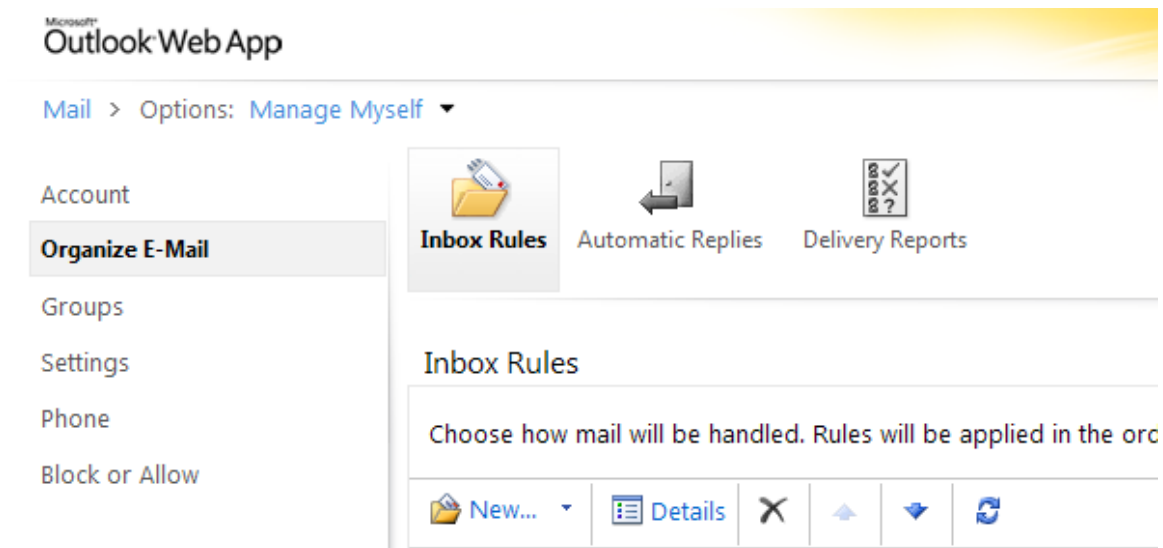 Microsoft®
Outlook Web App
Mail > Options: Manage Myself
Account
Organize E-Mail
Groups
Settings
Phone
Block or Allow
Inbox Rules
Automatic Replies
Delivery Reports
Inbox Rules
Choose how mail will be handled. Rules will be applied in the
New...
Details